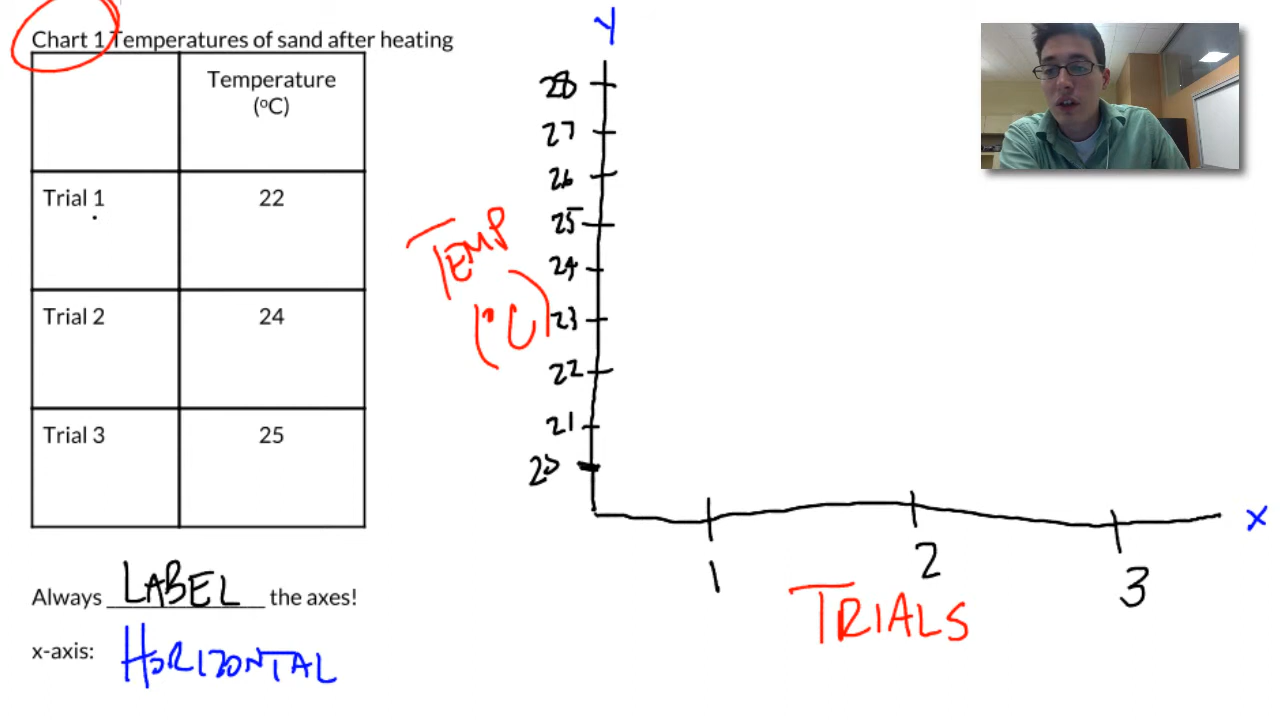 Chart 1 Temperatures of sand after heating
Temperature
(°C)
Trial 1 22
Trial 2 24
Trial 3 25
Always LABEL the axes!
x-axis: HORIZONTAL
Y
28
27
26
25
24
23
22
21
20
TEMP
(°C)
X
1 2 3
TRIALS